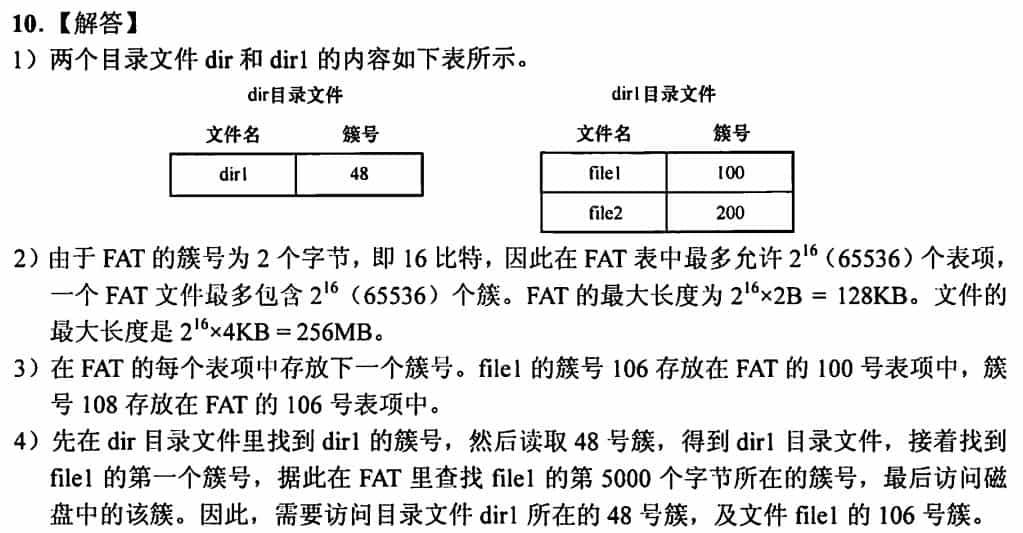 10.【解答】
1）两个目录文件 dir 和 dir1 的内容如下表所示。
dir目录文件 dir1目录文件
文件名 簇号 文件名 簇号
dir1 48 file1 100
file2 200
2）由于 FAT 的簇号为 2 个字节，即 16 比特，因此在 FAT 表中最多允许 2¹⁶（65536）个表项，
一个 FAT 文件最多包含 2¹⁶（65536）个簇。FAT 的最大长度为 2¹⁶×2B = 128KB。文件的
最大长度是 2¹⁶×4KB = 256MB。
3）在 FAT 的每个表项中存放下一个簇号。file1 的簇号 106 存放在 FAT 的 100 号表项中，簇
号 108 存放在 FAT 的 106 号表项中。
4）先在 dir 目录文件里找到 dir1 的簇号，然后读取 48 号簇，得到 dir1 目录文件，接着找到
file1 的第一个簇号，据此在 FAT 里查找 file1 的第 5000 个字节所在的簇号，最后访问磁
盘中的该簇。因此，需要访问目录文件 dir1 所在的 48 号簇，及文件 file1 的 106 号簇。